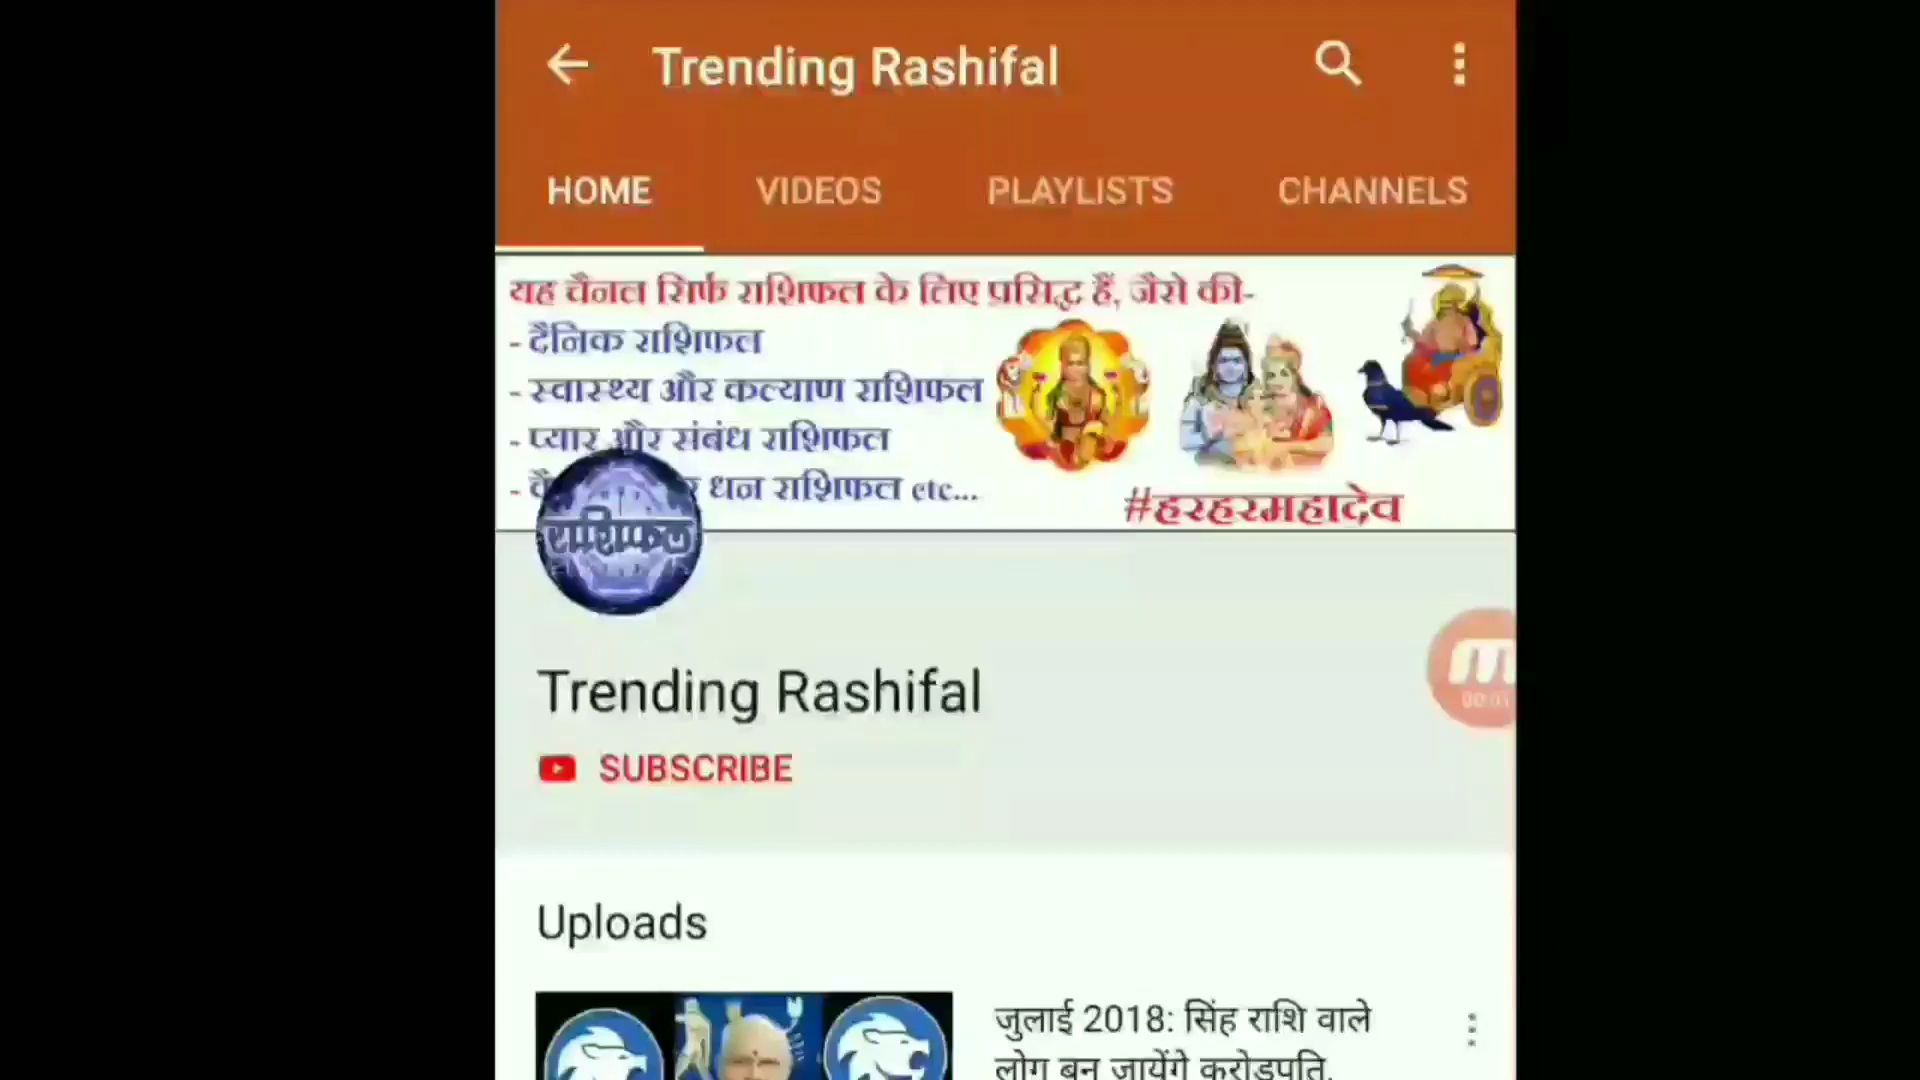 Trending Rashifal
HOME VIDEOS PLAYLISTS CHANNELS
यह चैनल सिर्फ राशिफल के लिए प्रसिद्ध हैं, जैसे की-
- दैनिक राशिफल
- स्वास्थ्य और कल्याण राशिफल
- प्यार और संबंध राशिफल
- धन राशिफल etc...
#हरहरमहादेव
राशिफल
Trending Rashifal
SUBSCRIBE
Uploads
जुलाई 2018: सिंह राशि वाले
लोग बन जायेंगे करोड़पति,